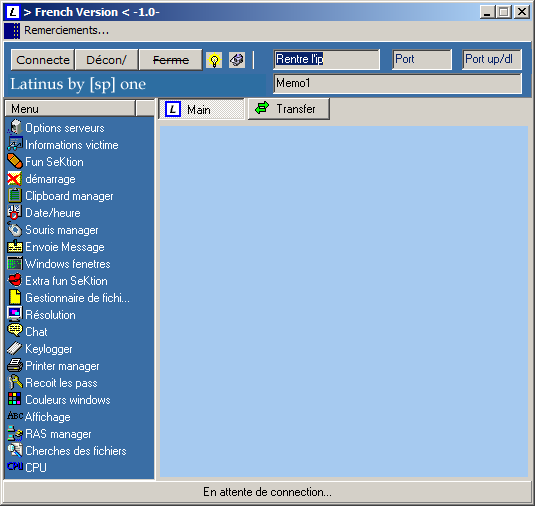 L > French Version < -1.0-
Remerciements...
Connecte Décon/ Ferme Rentre l'ip Port Port up/dl
Latinus by [sp] one Memo1
Menu L Main Transfer
Options serveurs
Informations victime
Fun SeKtion
démarrage
Clipboard manager
Date/heure
Souris manager
Envoie Message
Windows fenetres
Extra fun SeKtion
Gestionnaire de fichi...
Résolution
Chat
Keylogger
Printer manager
Recoit les pass
Couleurs windows
ABC Affichage
RAS manager
Cherches des fichiers
CPU CPU
En attente de connection...